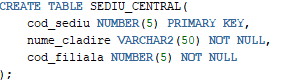 CREATE TABLE SEDIU_CENTRAL(
    cod_sediu NUMBER(5) PRIMARY KEY,
    nume_cladire VARCHAR2(50) NOT NULL,
    cod_filiala NUMBER(5) NOT NULL
);